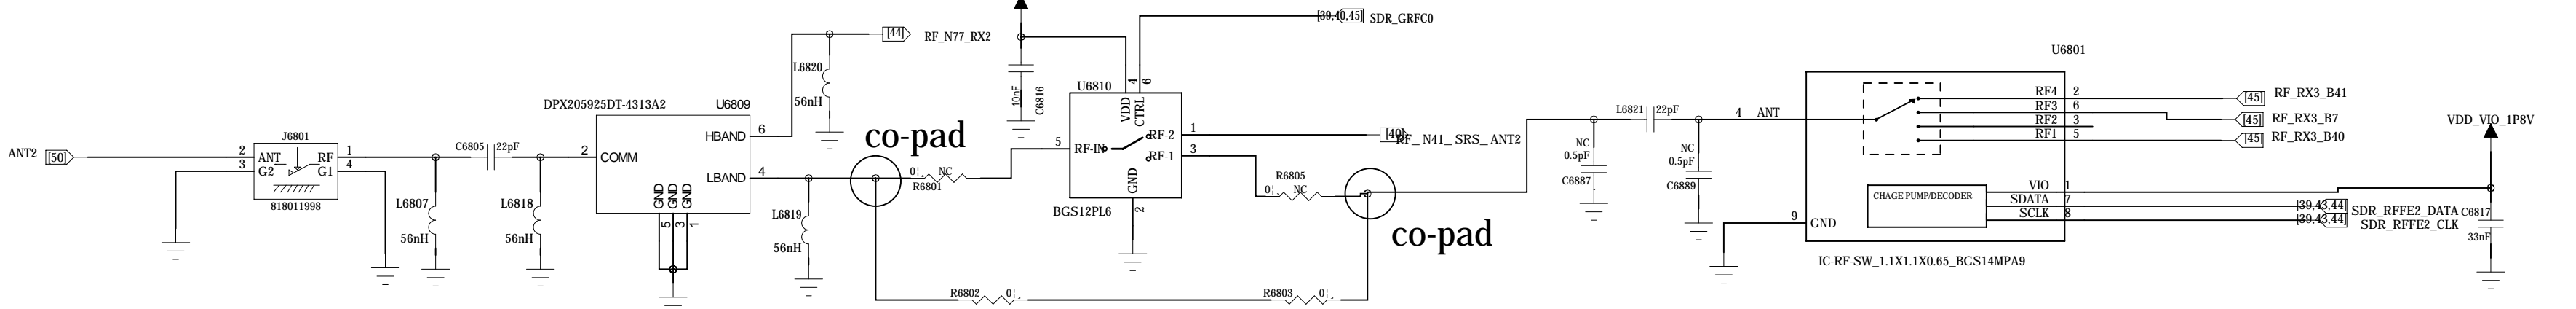 ANT2 [50]
J6801
2 ANT RF 1
3 G2 G1 4
818011998
L6807
56nH
C6805 22pF
L6818
56nH
DPX205925DT-4313A2 U6809
2 COMM
HBAND 6
LBAND 4
GND GND GND
5 3 1
L6820
56nH
[44] RF_N77_RX2
L6819
56nH
co-pad
0 NC
R6801
R6802 0
R6803 0
10nF C6816
U6810
4 6
VDD CTRL
5 RF-IN
RF-2 1
RF-1 3
GND
2
BGS12PL6
[39,40,45] SDR_GRFC0
[40] RF_N41_SRS_ANT2
R6805
0 NC
co-pad
NC
0.5pF
C6887
L6821 22pF
NC
0.5pF
C6889
U6801
4 ANT
RF4 2
RF3 6
RF2 3
RF1 5
CHAGE PUMP/DECODER
VIO 1
SDATA 7
SCLK 8
9 GND
IC-RF-SW_1.1X1.1X0.65_BGS14MPA9
[45] RF_RX3_B41
[45] RF_RX3_B7
[45] RF_RX3_B40
VDD_VIO_1P8V
[39,43,44] SDR_RFFE2_DATA
[39,43,44] SDR_RFFE2_CLK
C6817
33nF